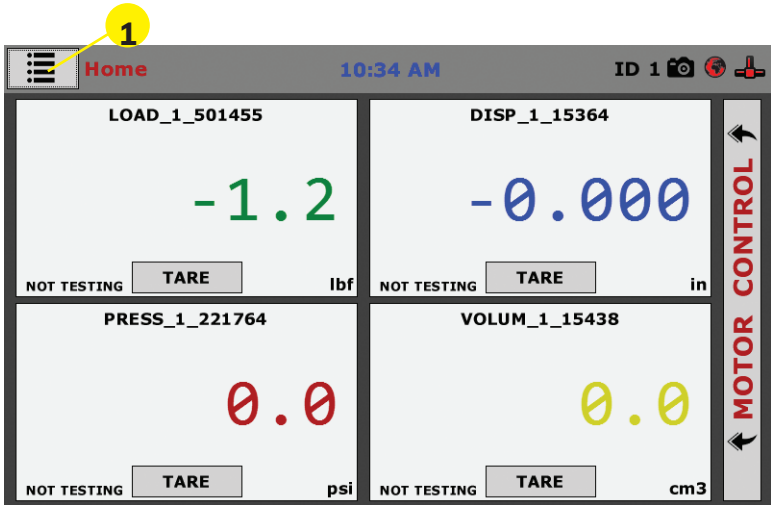 1
Home 10:34 AM ID 1
LOAD_1_501455
-1.2
NOT TESTING TARE lbf
DISP_1_15364
-0.000
NOT TESTING TARE in
PRESS_1_221764
0.0
NOT TESTING TARE psi
VOLUM_1_15438
0.0
NOT TESTING TARE cm3
MOTOR CONTROL